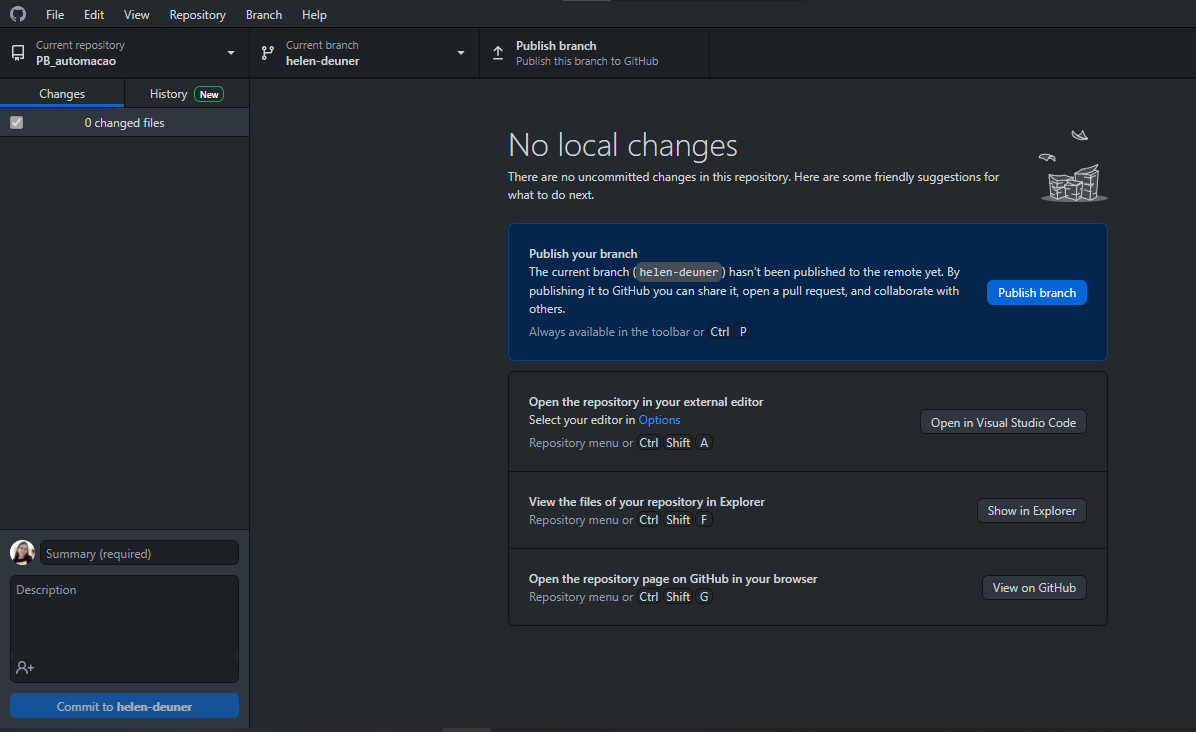 File Edit View Repository Branch Help
Current repository
PB_automacao
Current branch
helen-deuner
Publish branch
Publish this branch to GitHub
Changes
History New
0 changed files
No local changes
There are no uncommitted changes in this repository. Here are some friendly suggestions for
what to do next.
Publish your branch
The current branch (helen-deuner) hasn't been published to the remote yet. By
publishing it to GitHub you can share it, open a pull request, and collaborate with
others.
Always available in the toolbar or Ctrl P
Publish branch
Open the repository in your external editor
Select your editor in Options
Repository menu or Ctrl Shift A
Open in Visual Studio Code
View the files of your repository in Explorer
Repository menu or Ctrl Shift F
Show in Explorer
Open the repository page on GitHub in your browser
Repository menu or Ctrl Shift G
View on GitHub
Summary (required)
Description
Commit to helen-deuner